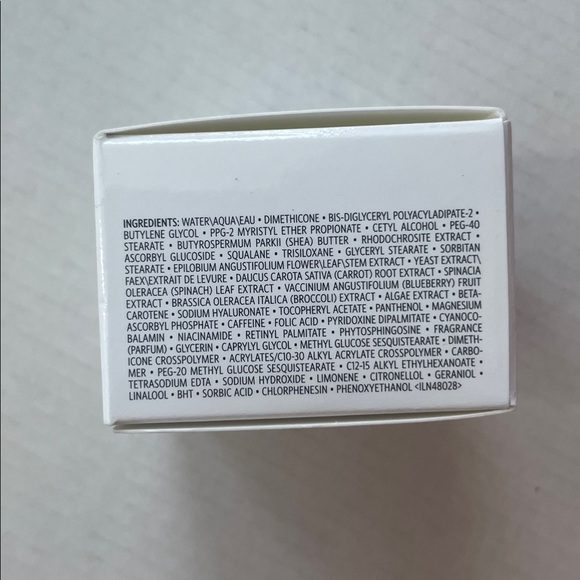 INGREDIENTS: WATER\AQUA\EAU • DIMETHICONE • BIS-DIGLYCERYL POLYACYLADIPATE-2 •
BUTYLENE GLYCOL • PPG-2 MYRISTYL ETHER PROPIONATE • CETYL ALCOHOL • PEG-40
STEARATE • BUTYROSPERMUM PARKII (SHEA) BUTTER • RHODOCHROSITE EXTRACT •
ASCORBYL GLUCOSIDE • SQUALANE • TRISILOXANE • GLYCERYL STEARATE • SORBITAN
STEARATE • EPILOBIUM ANGUSTIFOLIUM FLOWER\LEAF\STEM EXTRACT • YEAST EXTRACT\
FAEX\EXTRAIT DE LEVURE • DAUCUS CAROTA SATIVA (CARROT) ROOT EXTRACT • SPINACIA
OLERACEA (SPINACH) LEAF EXTRACT • VACCINIUM ANGUSTIFOLIUM (BLUEBERRY) FRUIT
EXTRACT • BRASSICA OLERACEA ITALICA (BROCCOLI) EXTRACT • ALGAE EXTRACT • BETA-
CAROTENE • SODIUM HYALURONATE • TOCOPHERYL ACETATE • PANTHENOL • MAGNESIUM
ASCORBYL PHOSPHATE • CAFFEINE • FOLIC ACID • PYRIDOXINE DIPALMITATE • CYANOCO-
BALAMIN • NIACINAMIDE • RETINYL PALMITATE • PHYTOSPHINGOSINE • FRAGRANCE
(PARFUM) • GLYCERIN • CAPRYLYL GLYCOL • METHYL GLUCOSE SESQUISTEARATE • DIMETH-
ICONE CROSSPOLYMER • ACRYLATES/C10-30 ALKYL ACRYLATE CROSSPOLYMER • CARBO-
MER • PEG-20 METHYL GLUCOSE SESQUISTEARATE • C12-15 ALKYL ETHYLHEXANOATE •
TETRASODIUM EDTA • SODIUM HYDROXIDE • LIMONENE • CITRONELLOL • GERANIOL •
LINALOOL • BHT • SORBIC ACID • CHLORPHENESIN • PHENOXYETHANOL <ILN48028>